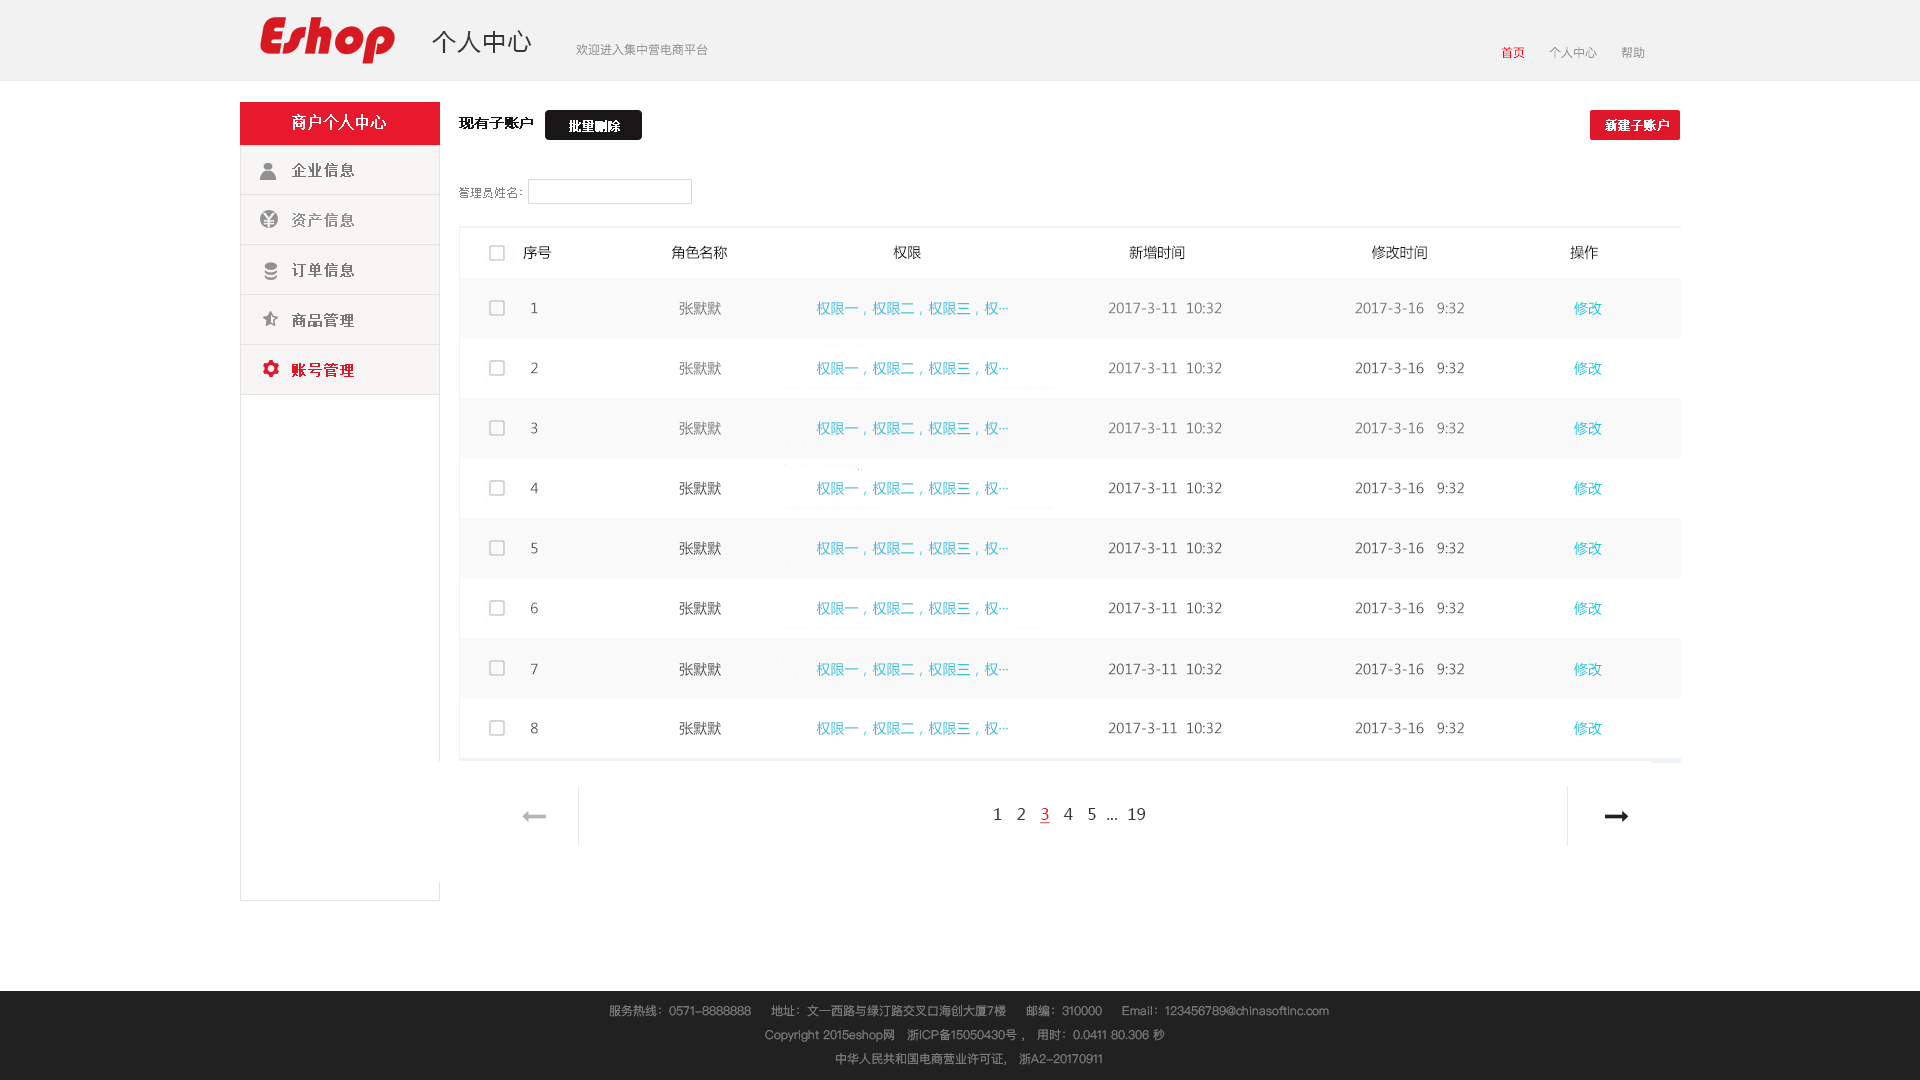 Eshop 个人中心 欢迎进入集中营电商平台 首页 个人中心 帮助
商户个人中心
企业信息
资产信息
订单信息
商品管理
账号管理
现有子账户 批量删除 新建子账户
管理员姓名：
序号 角色名称 权限 新增时间 修改时间 操作
1 张默默 权限一，权限二，权限三，权... 2017-3-11 10:32 2017-3-16 9:32 修改
2 张默默 权限一，权限二，权限三，权... 2017-3-11 10:32 2017-3-16 9:32 修改
3 张默默 权限一，权限二，权限三，权... 2017-3-11 10:32 2017-3-16 9:32 修改
4 张默默 权限一，权限二，权限三，权... 2017-3-11 10:32 2017-3-16 9:32 修改
5 张默默 权限一，权限二，权限三，权... 2017-3-11 10:32 2017-3-16 9:32 修改
6 张默默 权限一，权限二，权限三，权... 2017-3-11 10:32 2017-3-16 9:32 修改
7 张默默 权限一，权限二，权限三，权... 2017-3-11 10:32 2017-3-16 9:32 修改
8 张默默 权限一，权限二，权限三，权... 2017-3-11 10:32 2017-3-16 9:32 修改
1 2 3 4 5 ... 19
服务热线：0571-8888888 地址：文一西路与绿汀路交叉口海创大厦7楼 邮编：310000 Email：123456789@chinasoftinc.com
Copyright 2015eshop网 浙ICP备15050430号， 用时：0.0411 80.306 秒
中华人民共和国电商营业许可证， 浙A2-20170911